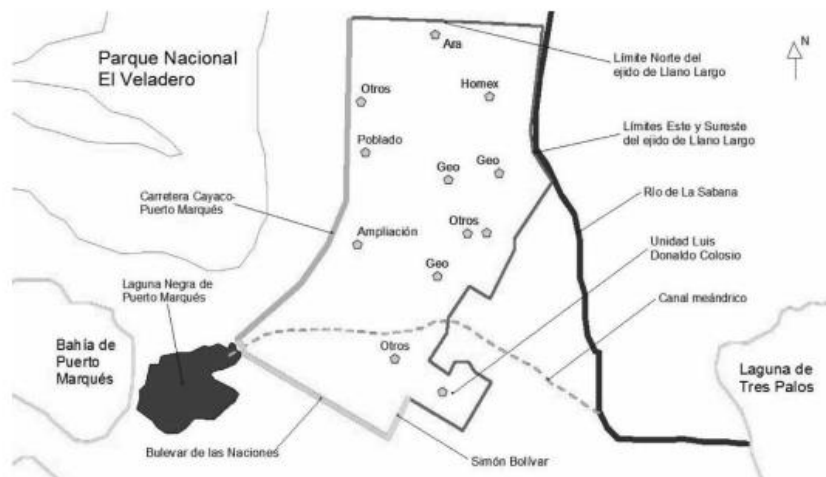 Parque Nacional
El Veladero
Ara
Límite Norte del
ejido de Llano Largo
N
Otros
Homex
Límites Este y Sureste
del ejido de Llano Largo
Poblado
Geo
Geo
Carretera Cayaco-
Puerto Marqués
Río de La Sabana
Ampliación
Otros
Unidad Luis
Donaldo Colosio
Geo
Laguna Negra de
Puerto Marqués
Canal meándrico
Bahía de
Puerto
Marqués
Otros
Laguna de
Tres Palos
Bulevar de las Naciones
Simón Bolívar